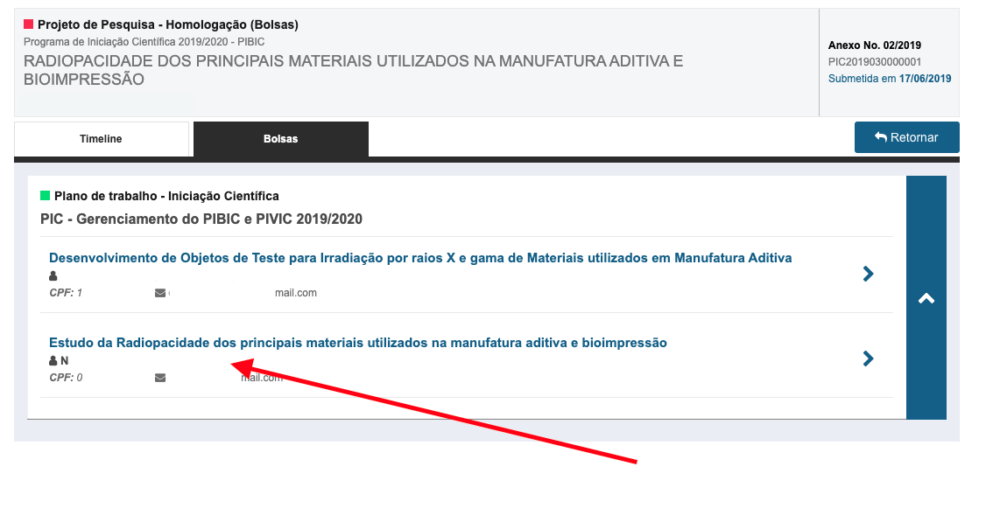 Projeto de Pesquisa - Homologação (Bolsas)
Programa de Iniciação Científica 2019/2020 - PIBIC
RADIOPACIDADE DOS PRINCIPAIS MATERIAIS UTILIZADOS NA MANUFATURA ADITIVA E
BIOIMPRESSÃO
Anexo No. 02/2019
PIC2019030000001
Submetida em 17/06/2019
Timeline
Bolsas
Retornar
Plano de trabalho - Iniciação Científica
PIC - Gerenciamento do PIBIC e PIVIC 2019/2020
Desenvolvimento de Objetos de Teste para Irradiação por raios X e gama de Materiais utilizados em Manufatura Aditiva
CPF: 1 mail.com
Estudo da Radiopacidade dos principais materiais utilizados na manufatura aditiva e bioimpressão
N
CPF: 0 mail.com